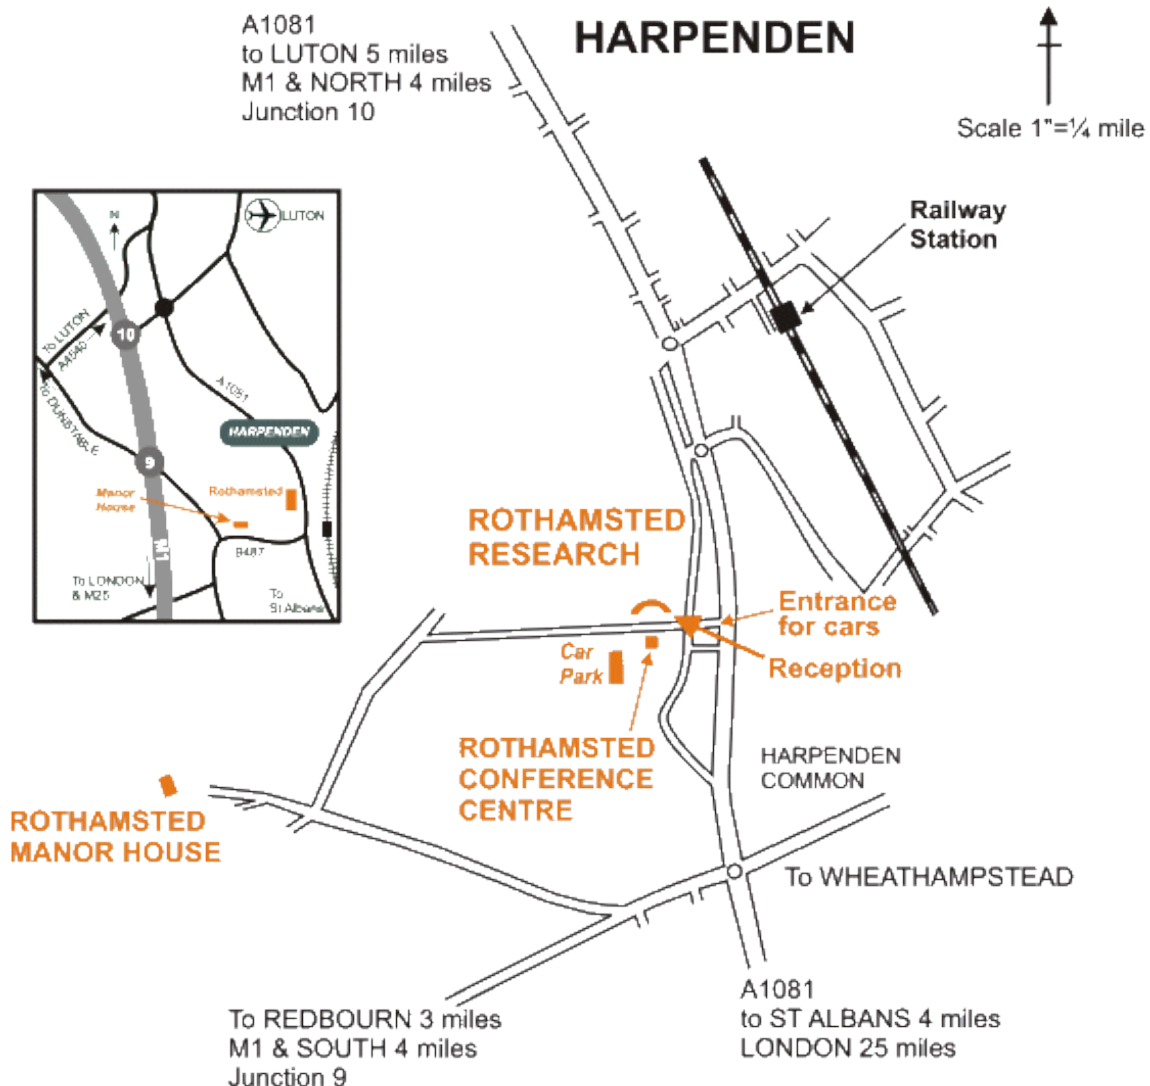 A1081
to LUTON 5 miles
M1 & NORTH 4 miles
Junction 10
HARPENDEN
Scale 1"=¼ mile
Railway
Station
N
LUTON
To LUTON
A4540
10
A1081
To DUNSTABLE
HARPENDEN
9
Manor
House
Rothamsted
M1
B487
To LONDON
& M25
To
St Albans
ROTHAMSTED
RESEARCH
Entrance
for cars
Reception
Car
Park
ROTHAMSTED
CONFERENCE
CENTRE
HARPENDEN
COMMON
ROTHAMSTED
MANOR HOUSE
To WHEATHAMPSTEAD
To REDBOURN 3 miles
M1 & SOUTH 4 miles
Junction 9
A1081
to ST ALBANS 4 miles
LONDON 25 miles